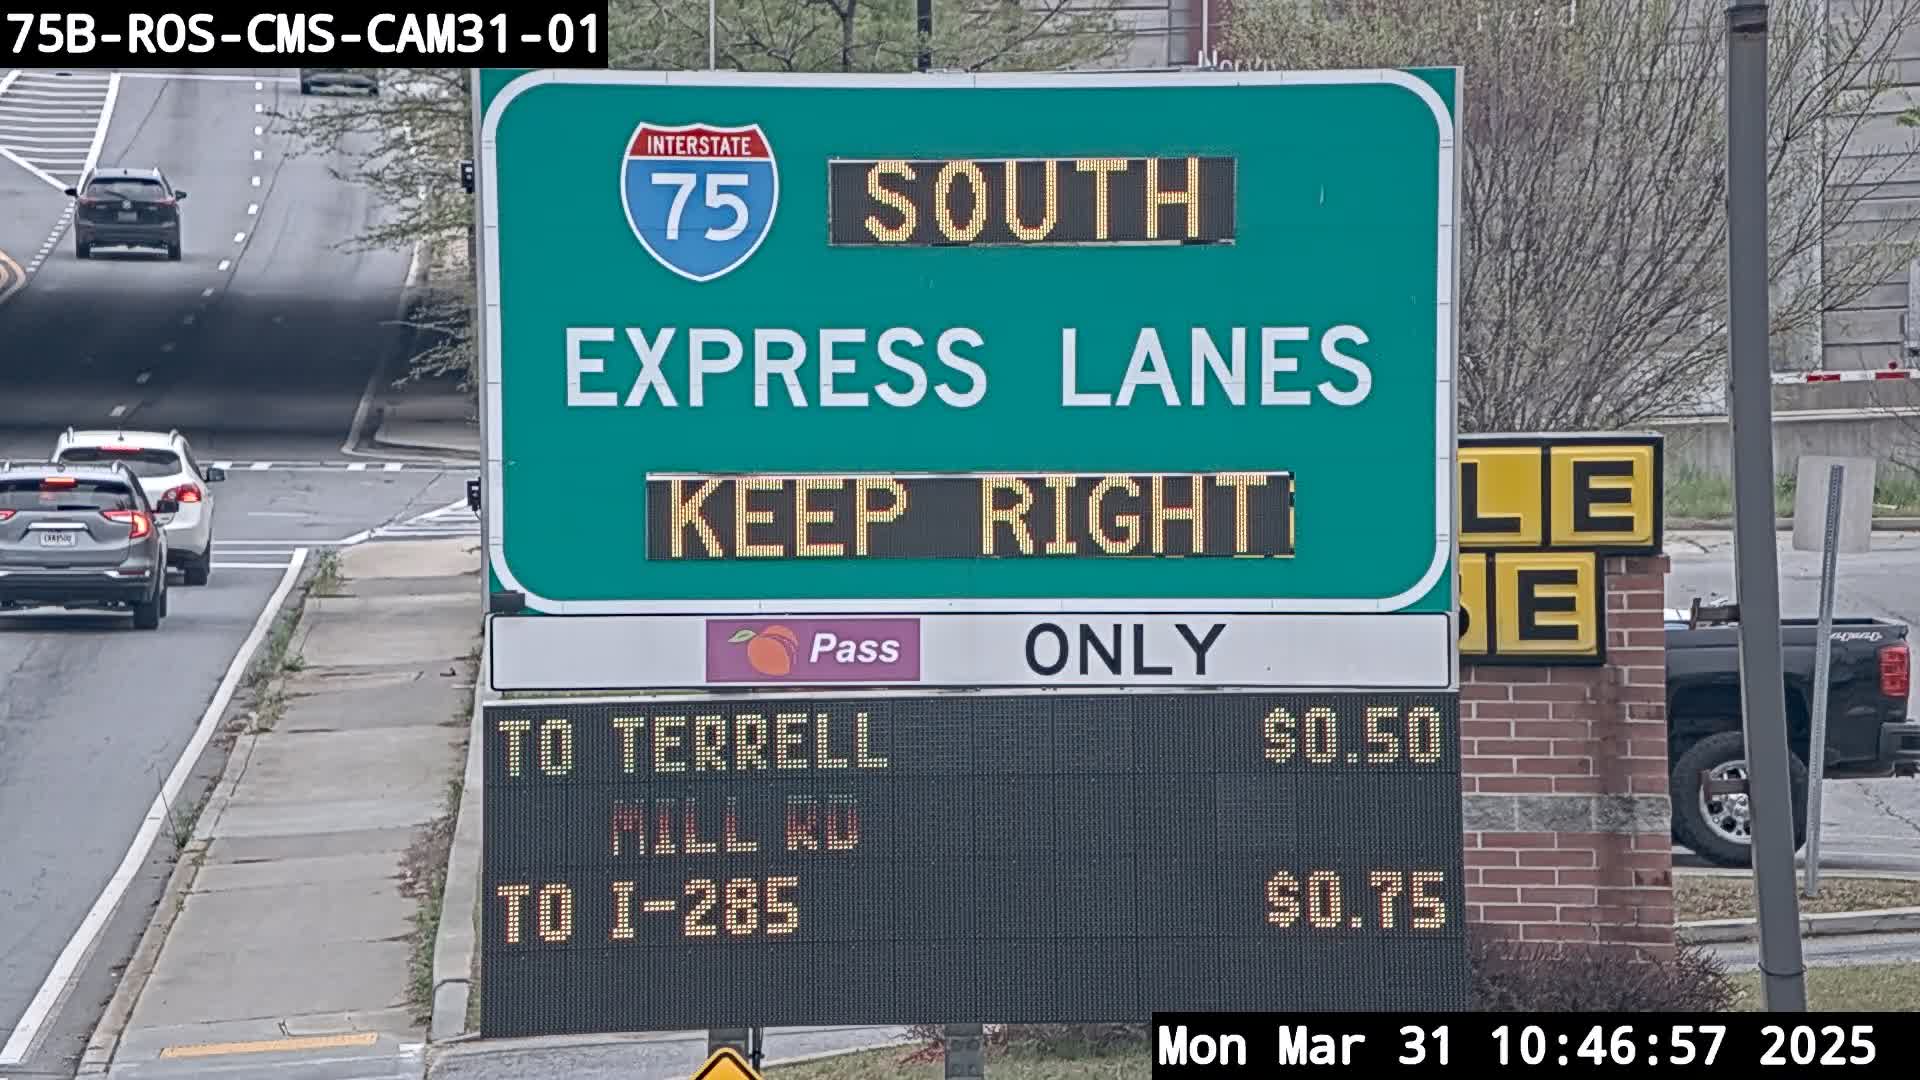 75B-ROS-CMS-CAM31-01
INTERSTATE
75
SOUTH
EXPRESS LANES
KEEP RIGHT
Pass ONLY
TO TERRELL $0.50
MILL RD
TO I-285 $0.75
LE
E
Mon Mar 31 10:46:57 2025